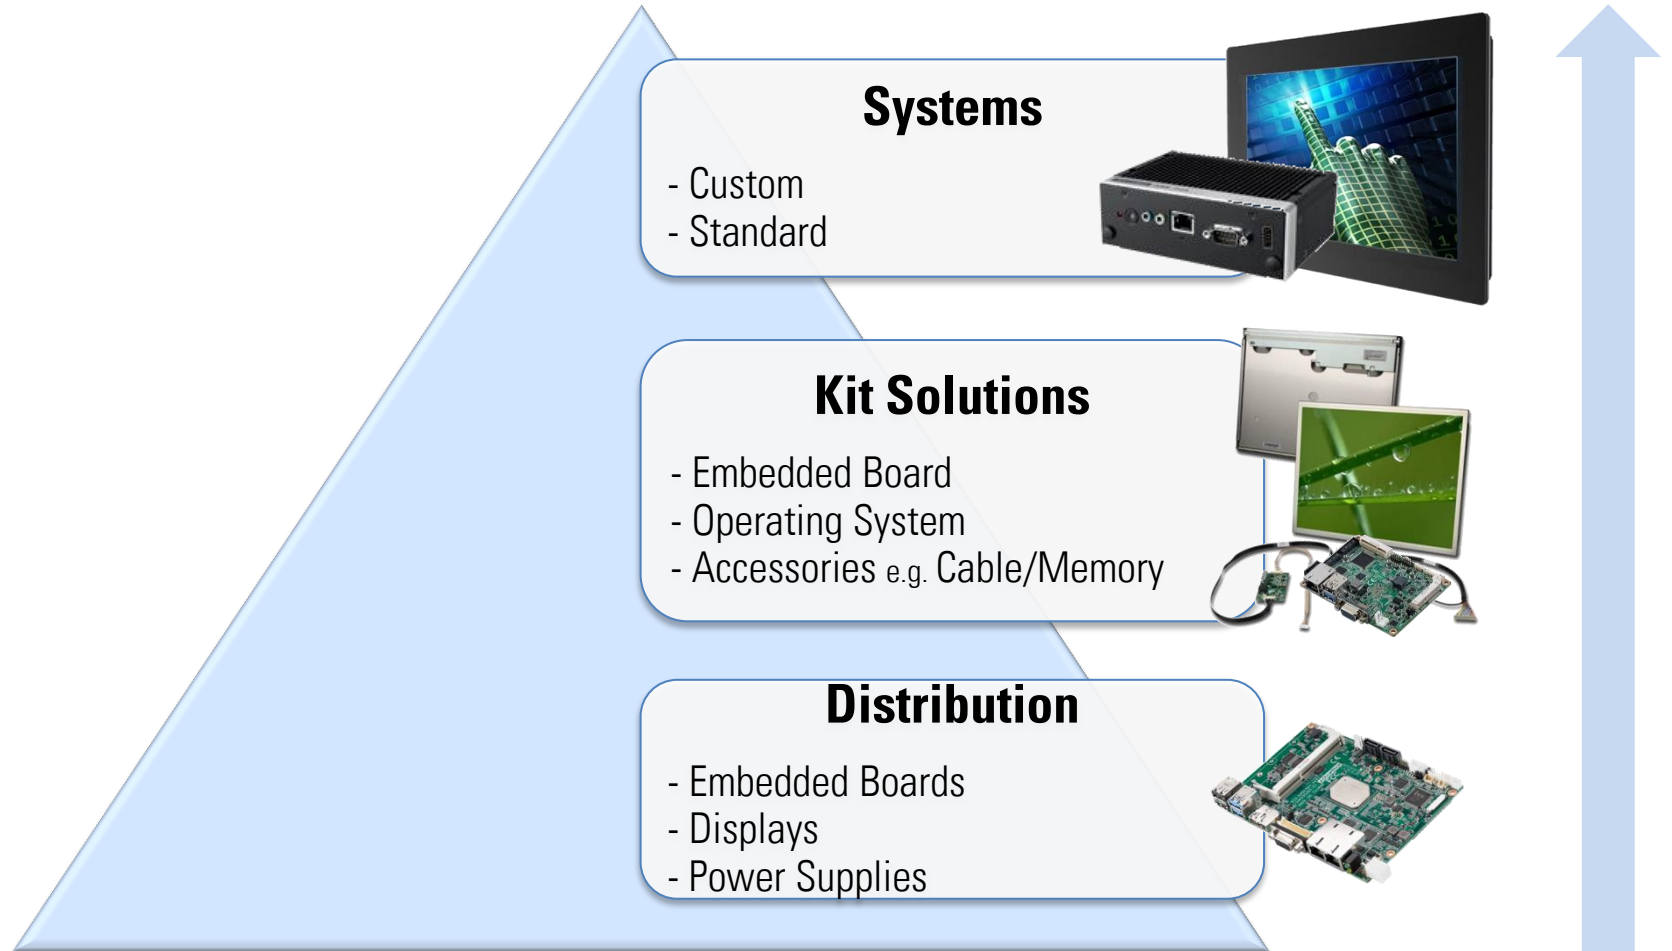 Systems
- Custom
- Standard
Kit Solutions
- Embedded Board
- Operating System
- Accessories e.g. Cable/Memory
Distribution
- Embedded Boards
- Displays
- Power Supplies